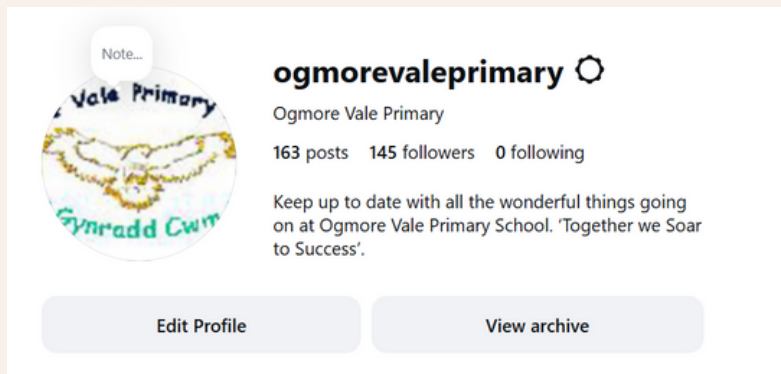 Note...
Vale Primary
Gynradd Cwm
ogmorevaleprimary
Ogmore Vale Primary
163 posts 145 followers 0 following
Keep up to date with all the wonderful things going
on at Ogmore Vale Primary School. 'Together we Soar
to Success'.
Edit Profile View archive